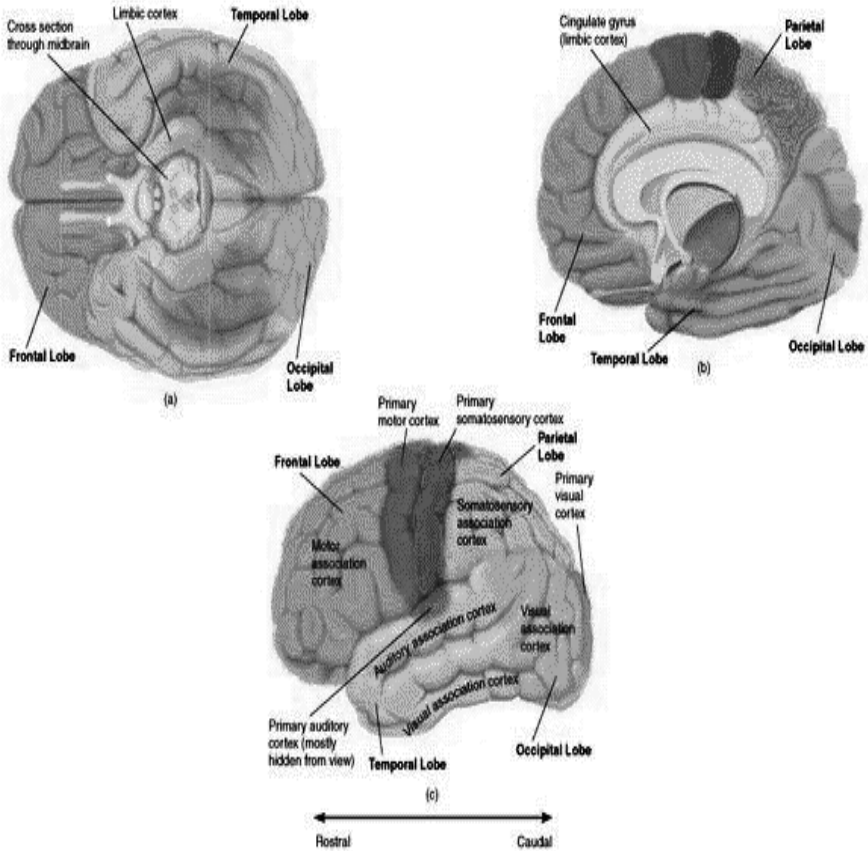 Cross section
through midbrain
Limbic cortex
Temporal Lobe
Frontal Lobe
Occipital
Lobe
(a)
Cingulate gyrus
(limbic cortex)
Parietal
Lobe
Frontal
Lobe
Temporal Lobe
Occipital Lobe
(b)
Primary
motor cortex
Primary
somatosensory cortex
Frontal Lobe
Parietal
Lobe
Primary
visual
cortex
Somatosensory
association
cortex
Motor
association
cortex
Auditory association cortex
Visual
association
cortex
Visual association cortex
Primary auditory
cortex (mostly
hidden from view)
Temporal Lobe
Occipital Lobe
(c)
Rostral
Caudal